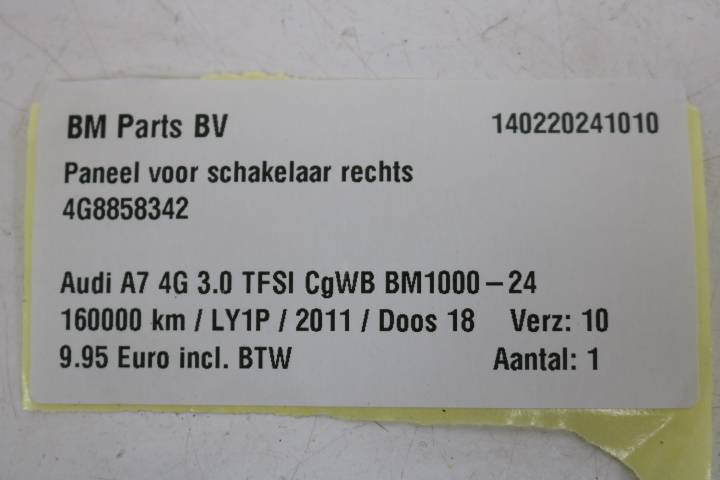 BM Parts BV 140220241010
Paneel voor schakelaar rechts
4G8858342
Audi A7 4G 3.0 TFSI CgWB BM1000-24
160000 km / LY1P / 2011 / Doos 18 Verz: 10
9.95 Euro incl. BTW Aantal: 1